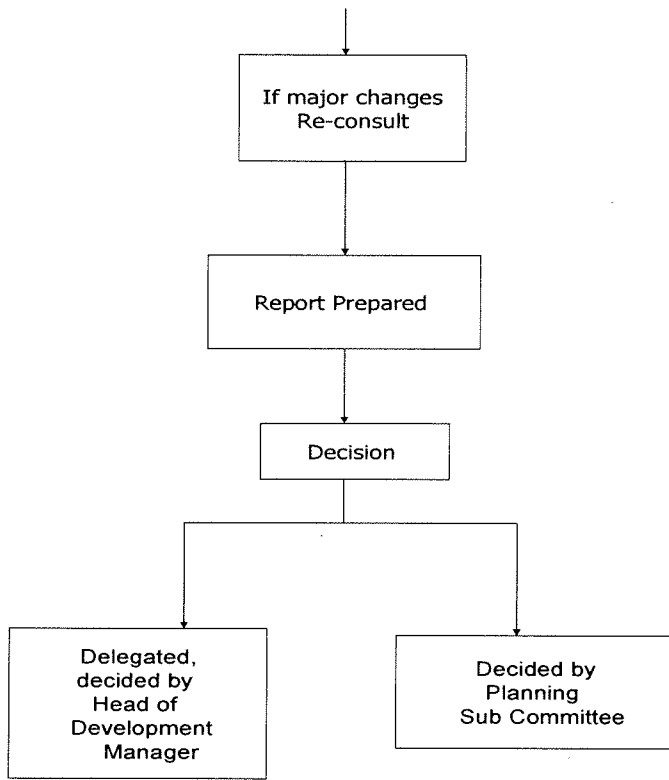 If major changes
Re-consult
Report Prepared
Decision
Delegated,
decided by
Head of
Development
Manager
Decided by
Planning
Sub Committee